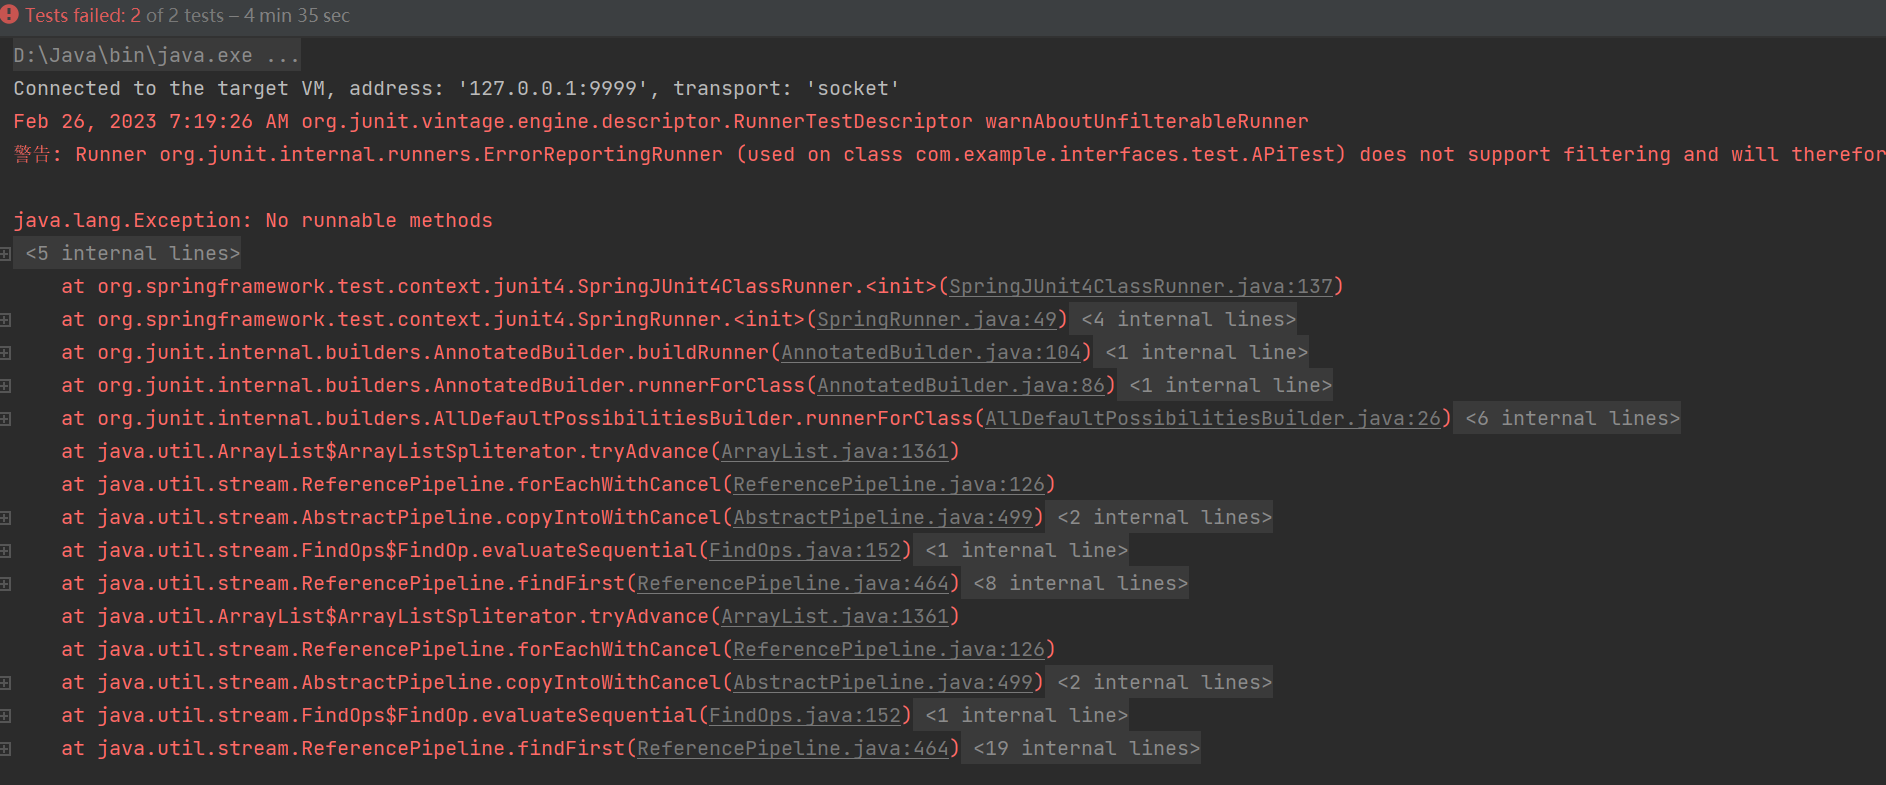 Tests failed: 2 of 2 tests – 4 min 35 sec
D:\Java\bin\java.exe ...
Connected to the target VM, address: '127.0.0.1:9999', transport: 'socket'
Feb 26, 2023 7:19:26 AM org.junit.vintage.engine.descriptor.RunnerTestDescriptor warnAboutUnfilterableRunner
警告: Runner org.junit.internal.runners.ErrorReportingRunner (used on class com.example.interfaces.test.APiTest) does not support filtering and will therefor
java.lang.Exception: No runnable methods
<5 internal lines>
at org.springframework.test.context.junit4.SpringJUnit4ClassRunner.<init>(SpringJUnit4ClassRunner.java:137)
at org.springframework.test.context.junit4.SpringRunner.<init>(SpringRunner.java:49) <4 internal lines>
at org.junit.internal.builders.AnnotatedBuilder.buildRunner(AnnotatedBuilder.java:104) <1 internal line>
at org.junit.internal.builders.AnnotatedBuilder.runnerForClass(AnnotatedBuilder.java:86) <1 internal line>
at org.junit.internal.builders.AllDefaultPossibilitiesBuilder.runnerForClass(AllDefaultPossibilitiesBuilder.java:26) <6 internal lines>
at java.util.ArrayList$ArrayListSpliterator.tryAdvance(ArrayList.java:1361)
at java.util.stream.ReferencePipeline.forEachWithCancel(ReferencePipeline.java:126)
at java.util.stream.AbstractPipeline.copyIntoWithCancel(AbstractPipeline.java:499) <2 internal lines>
at java.util.stream.FindOps$FindOp.evaluateSequential(FindOps.java:152) <1 internal line>
at java.util.stream.ReferencePipeline.findFirst(ReferencePipeline.java:464) <8 internal lines>
at java.util.ArrayList$ArrayListSpliterator.tryAdvance(ArrayList.java:1361)
at java.util.stream.ReferencePipeline.forEachWithCancel(ReferencePipeline.java:126)
at java.util.stream.AbstractPipeline.copyIntoWithCancel(AbstractPipeline.java:499) <2 internal lines>
at java.util.stream.FindOps$FindOp.evaluateSequential(FindOps.java:152) <1 internal line>
at java.util.stream.ReferencePipeline.findFirst(ReferencePipeline.java:464) <19 internal lines>